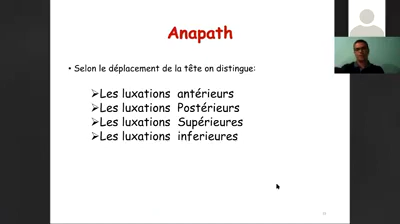 Anapath
• Selon le déplacement de la tête on distingue:
➢Les luxations antérieurs
➢Les luxations Postérieurs
➢Les luxations Supérieures
➢Les luxations inferieures